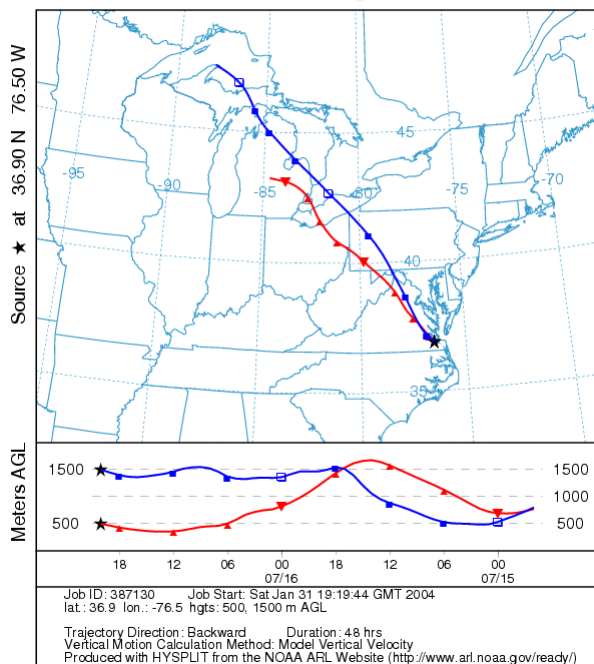 Source ★ at 36.90 N 76.50 W
-95
-90
-85
-80
-75
-70
45
40
35
Meters AGL
1500
500
1500
1000
500
18 12 06 00 18 12 06 00
07/16 07/15
Job ID: 387130 Job Start: Sat Jan 31 19:19:44 GMT 2004
lat.: 36.9 lon.: -76.5 hgts: 500, 1500 m AGL
Trajectory Direction: Backward Duration: 48 hrs
Vertical Motion Calculation Method: Model Vertical Velocity
Produced with HYSPLIT from the NOAA ARL Website (http://www.arl.noaa.gov/ready/)